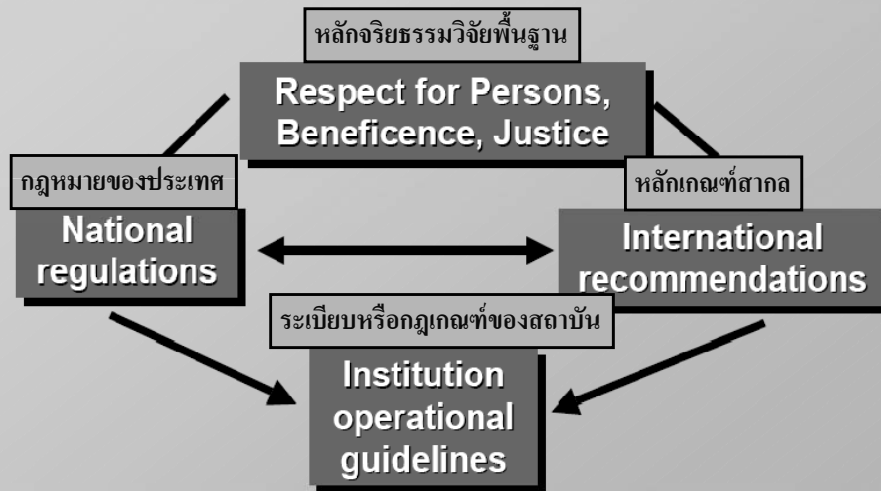 หลักจริยธรรมวิจัยพื้นฐาน
Respect for Persons,
Beneficence, Justice
กฎหมายของประเทศ
National
regulations
หลักเกณฑ์สากล
International
recommendations
ระเบียบหรือกฎเกณฑ์ของสถาบัน
Institution
operational
guidelines